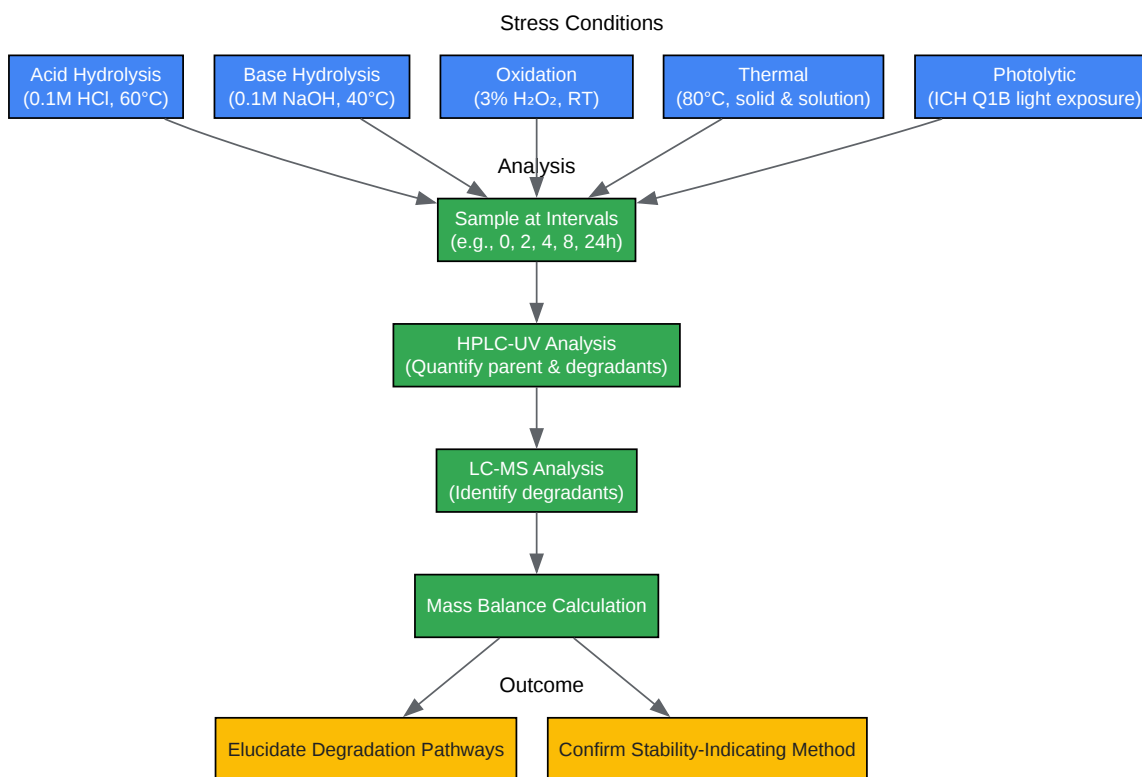 Stress Conditions
Acid Hydrolysis
(0.1M HCl, 60°C)
Base Hydrolysis
(0.1M NaOH, 40°C)
Oxidation
(3% H₂O₂, RT)
Thermal
(80°C, solid & solution)
Photolytic
(ICH Q1B light exposure)
Analysis
Sample at Intervals
(e.g., 0, 2, 4, 8, 24h)
HPLC-UV Analysis
(Quantify parent & degradants)
LC-MS Analysis
(Identify degradants)
Mass Balance Calculation
Outcome
Elucidate Degradation Pathways
Confirm Stability-Indicating Method